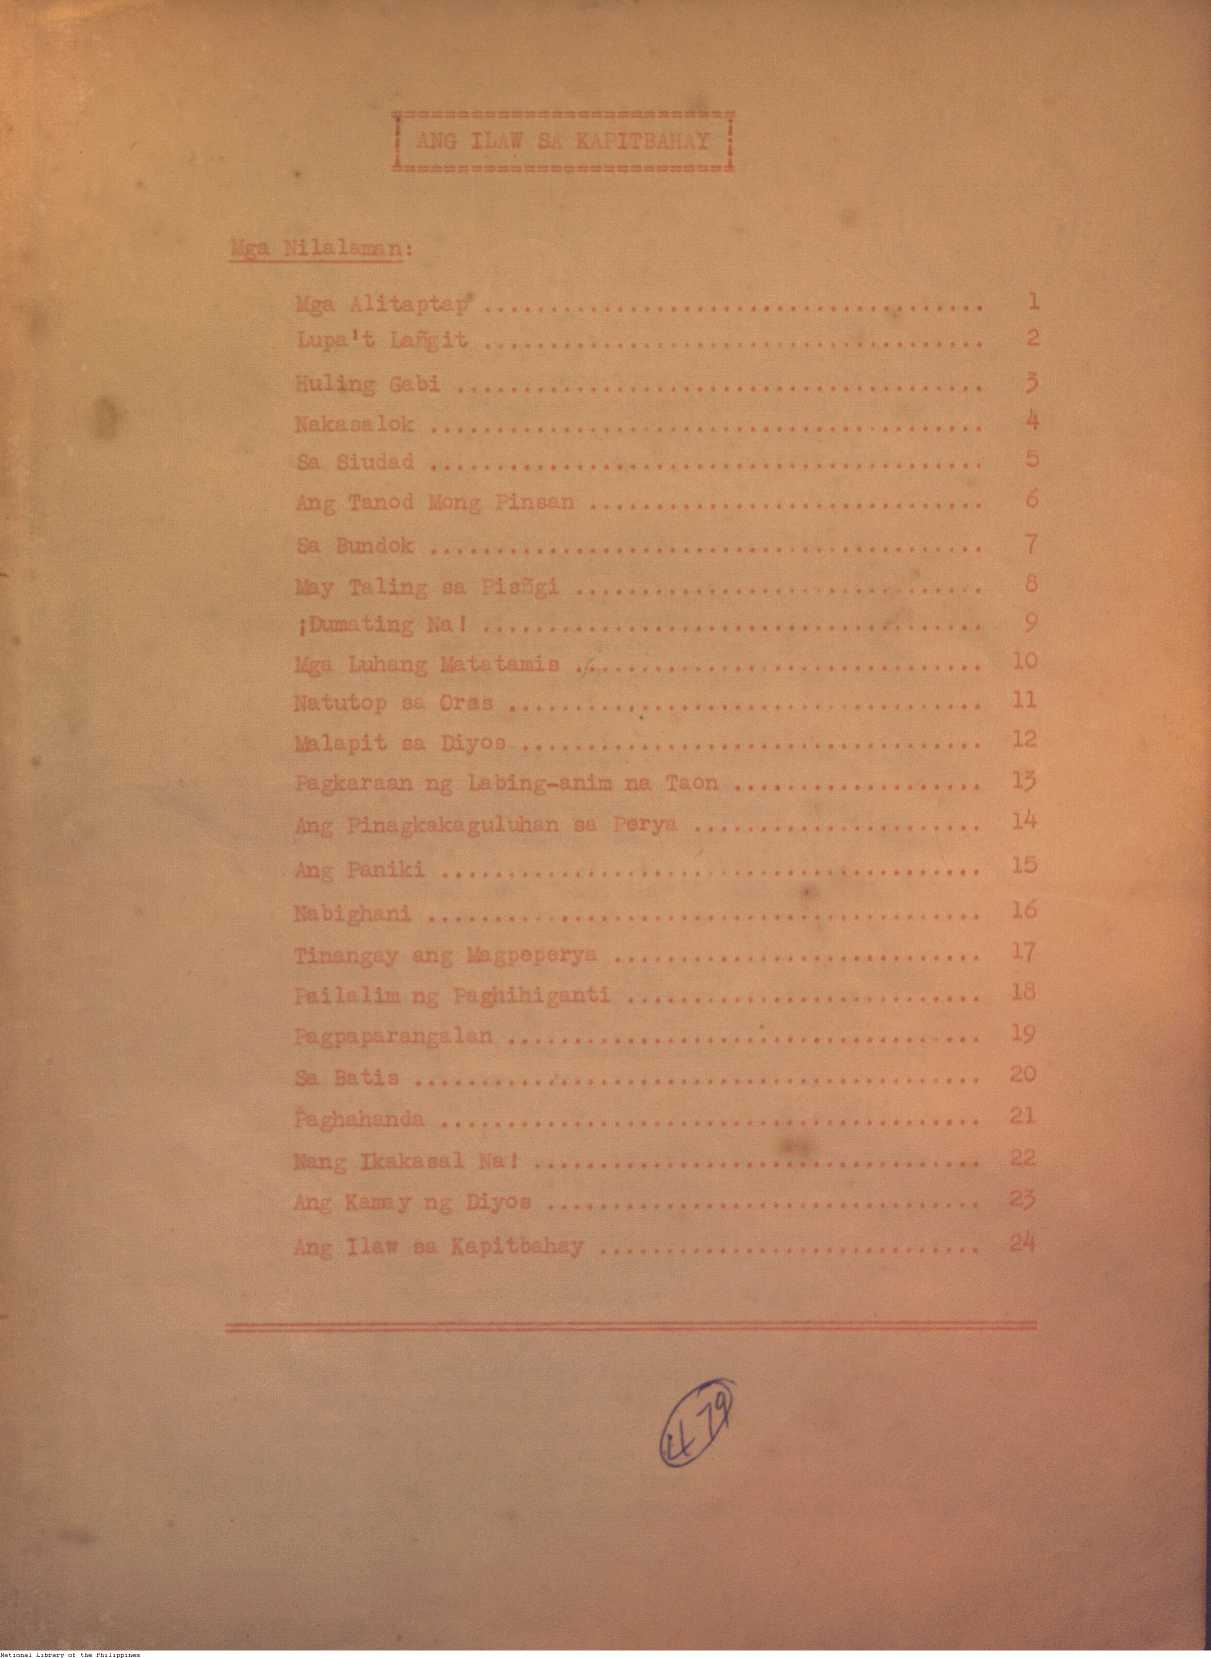 ANG ILAW SA KAPITBAHAY
Mga Nilalaman:
Mga Alitaptap ...................................... 1
Lupa't Lañgit ...................................... 2
Huling Gabi ........................................ 3
Nakasalok .......................................... 4
Sa Siudad .......................................... 5
Ang Tanod Mong Pinsan .............................. 6
Sa Bundok .......................................... 7
May Taling sa Pisñgi ............................... 8
¡Dumating Na! ...................................... 9
Mga Luhang Matatamis ............................... 10
Natutop sa Oras .................................... 11
Malapit sa Diyos ................................... 12
Pagkaraan ng Labing-anim na Taon ................... 13
Ang Pinagkakaguluhan sa Perya ...................... 14
Ang Paniki ......................................... 15
Nabighani .......................................... 16
Tinangay ang Magpeperya ............................ 17
Pailalim ng Paghihiganti ........................... 18
Pagpaparangalan .................................... 19
Sa Batis ........................................... 20
Paghahanda ......................................... 21
Nang Ikakasal Na! .................................. 22
Ang Kamay ng Diyos ................................. 23
Ang Ilaw sa Kapitbahay ............................. 24
479
National Library of the Philippines